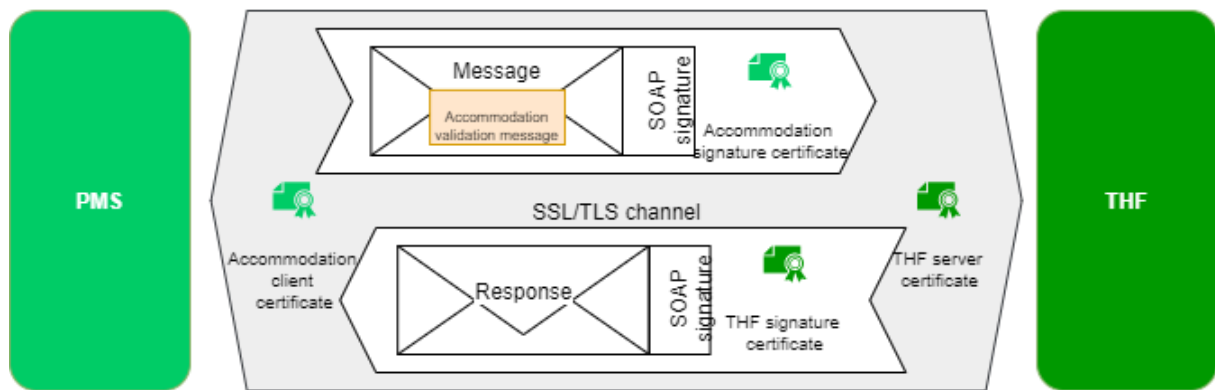 PMS
Message
Accommodation
validation message
SOAP
signature
Accommodation
signature certificate
SSL/TLS channel
Accommodation
client
certificate
Response
SOAP
signature
THF signature
certificate
THF server
certificate
THF